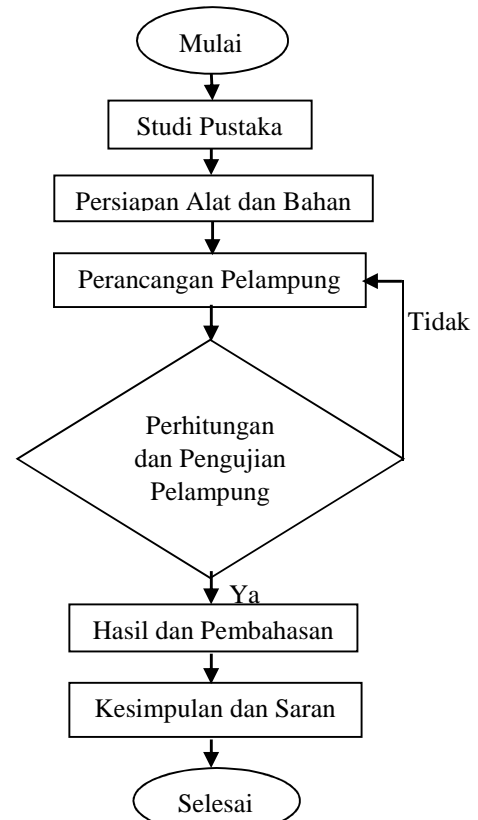 Mulai
Studi Pustaka
Persiapan Alat dan Bahan
Perancangan Pelampung
Tidak
Perhitungan
dan Pengujian
Pelampung
Ya
Hasil dan Pembahasan
Kesimpulan dan Saran
Selesai